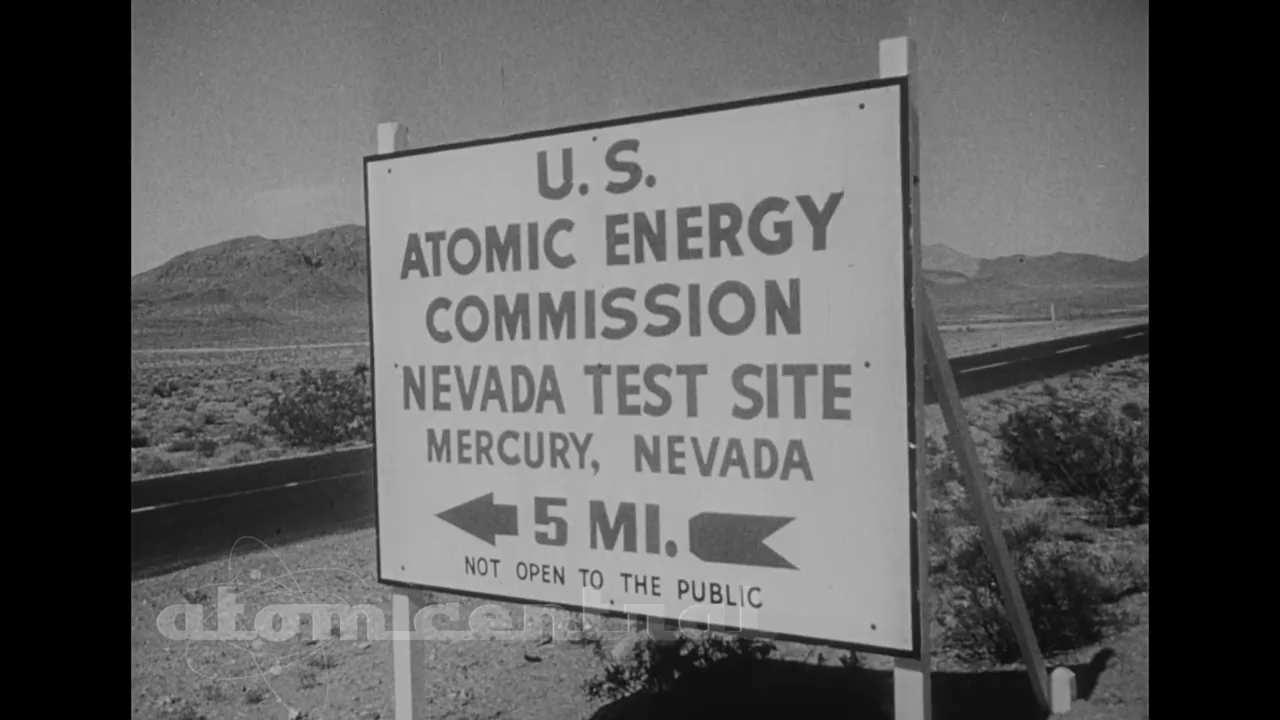 U. S.
ATOMIC ENERGY
COMMISSION
NEVADA TEST SITE
MERCURY, NEVADA
5 MI.
NOT OPEN TO THE PUBLIC
atomicentral